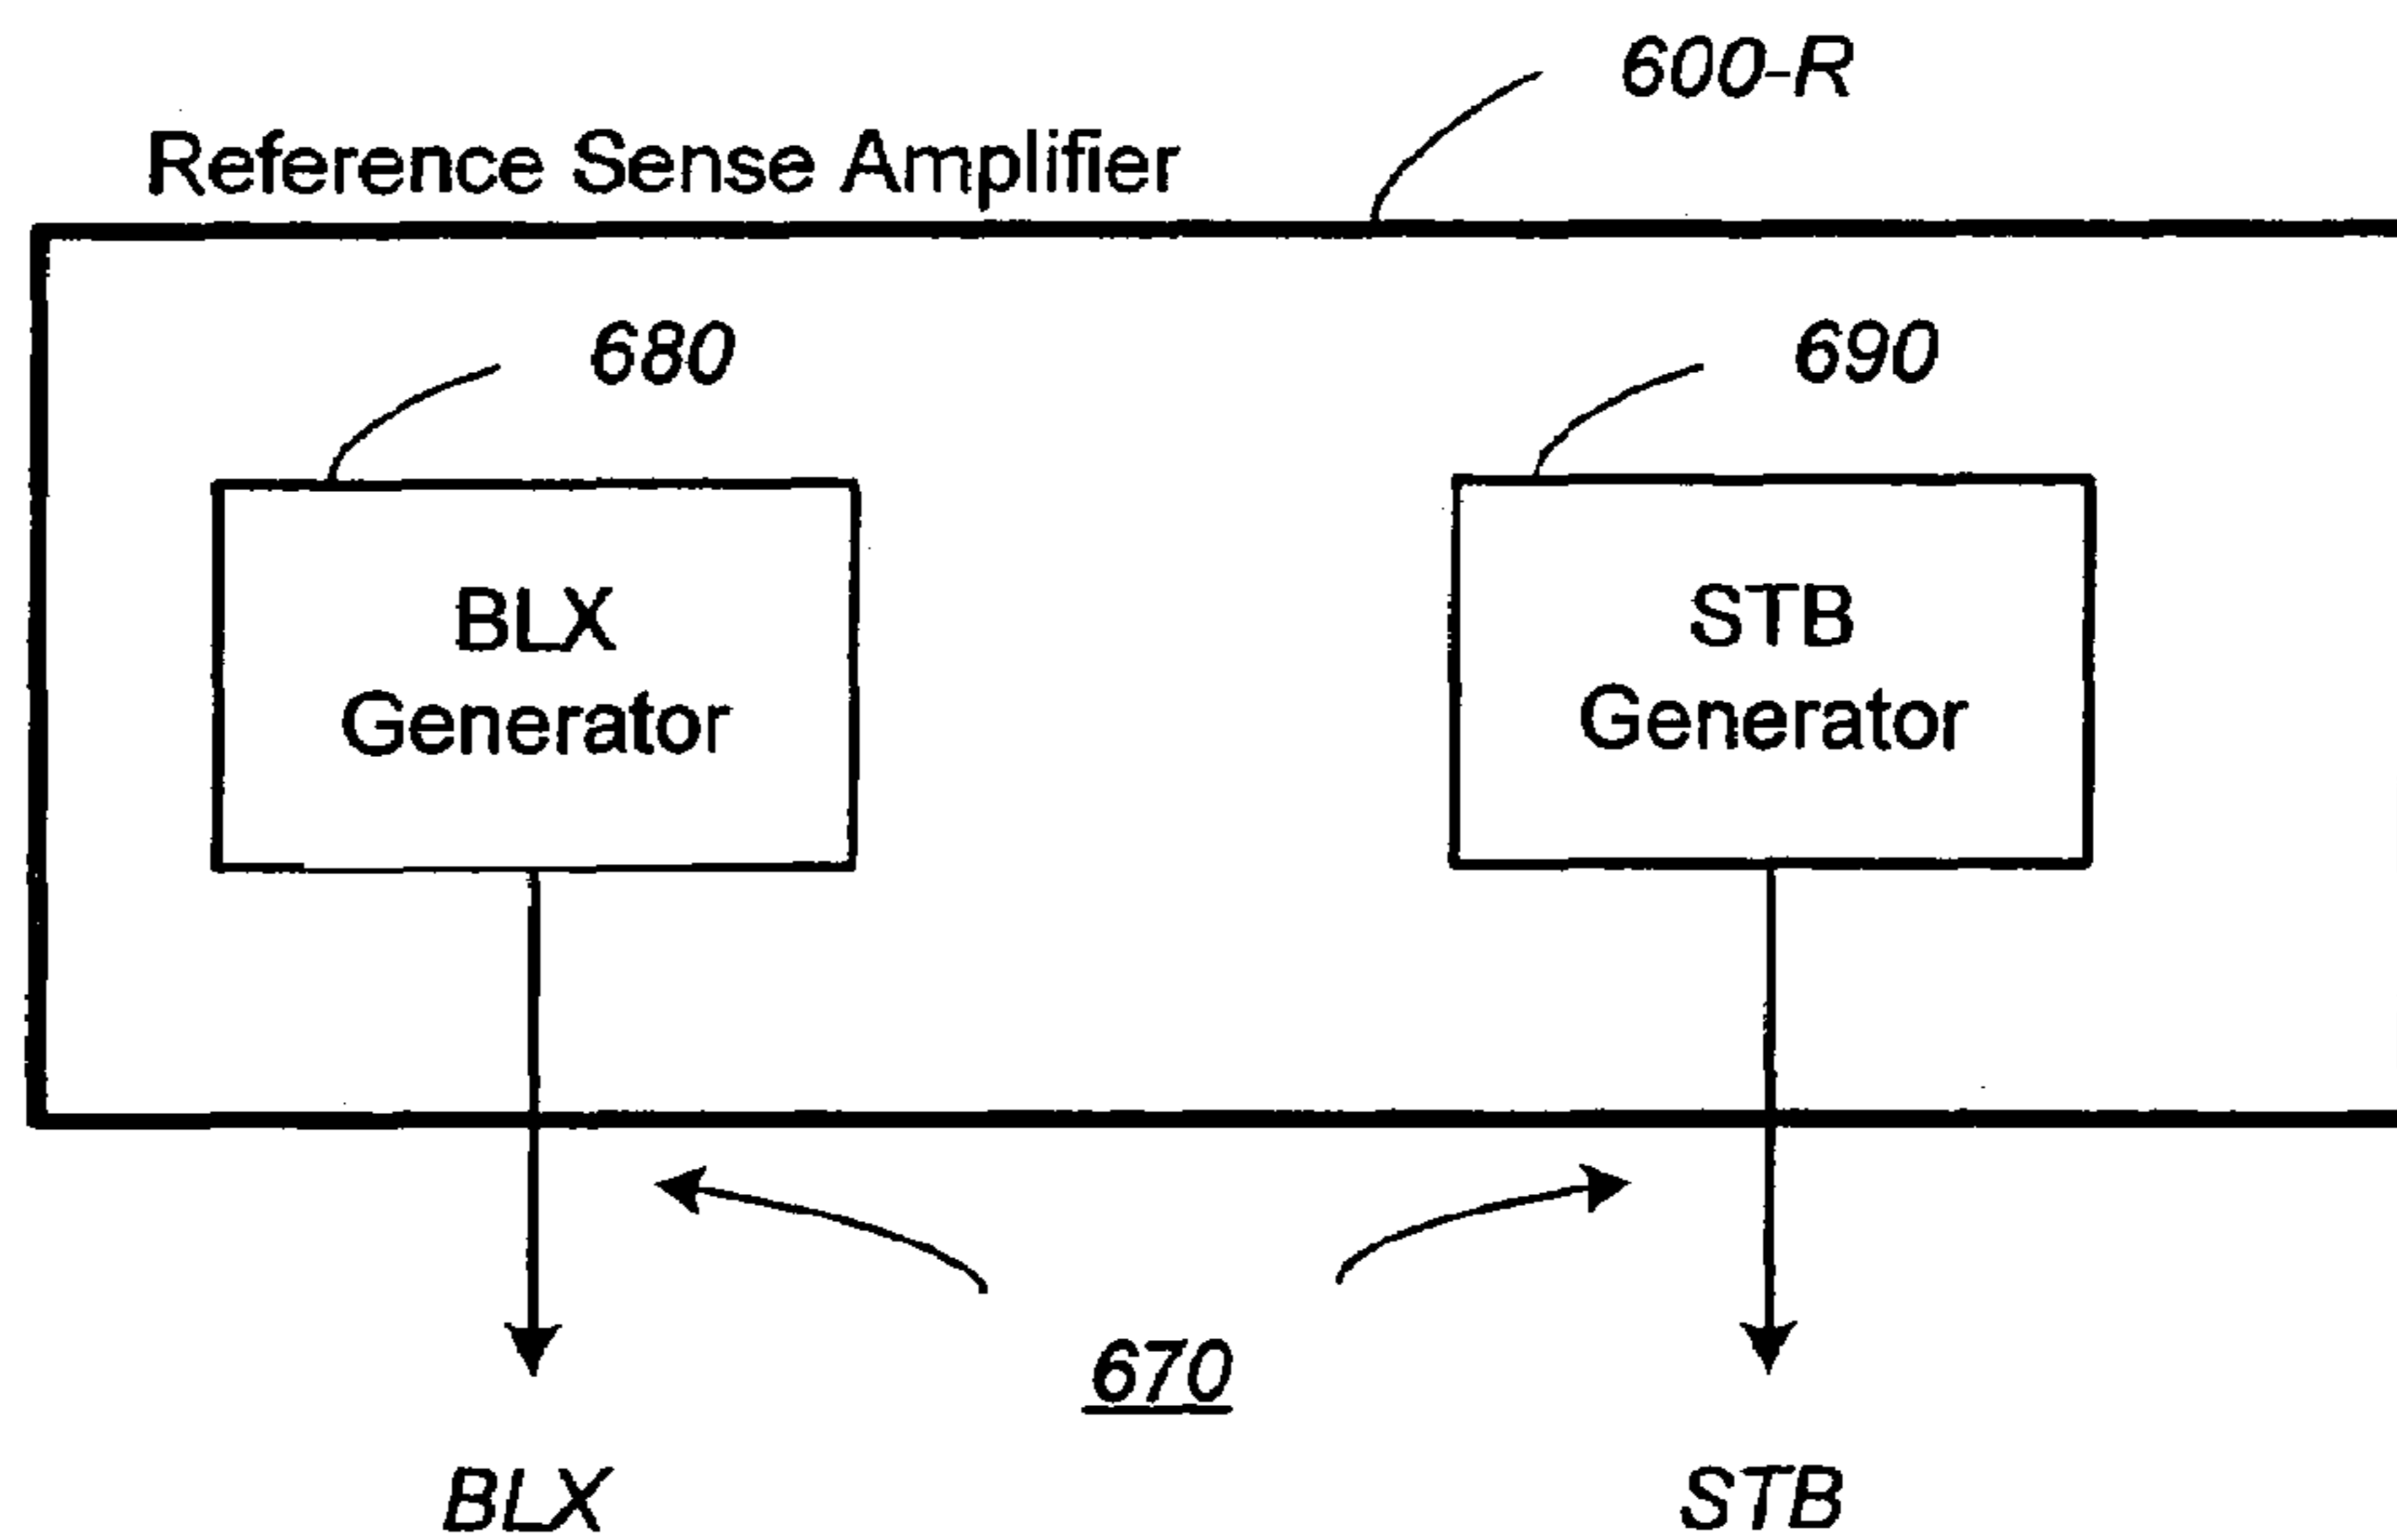 600-R
Reference Sense Amplifier
680
690
BLX
Generator
STB
Generator
670
BLX
STB